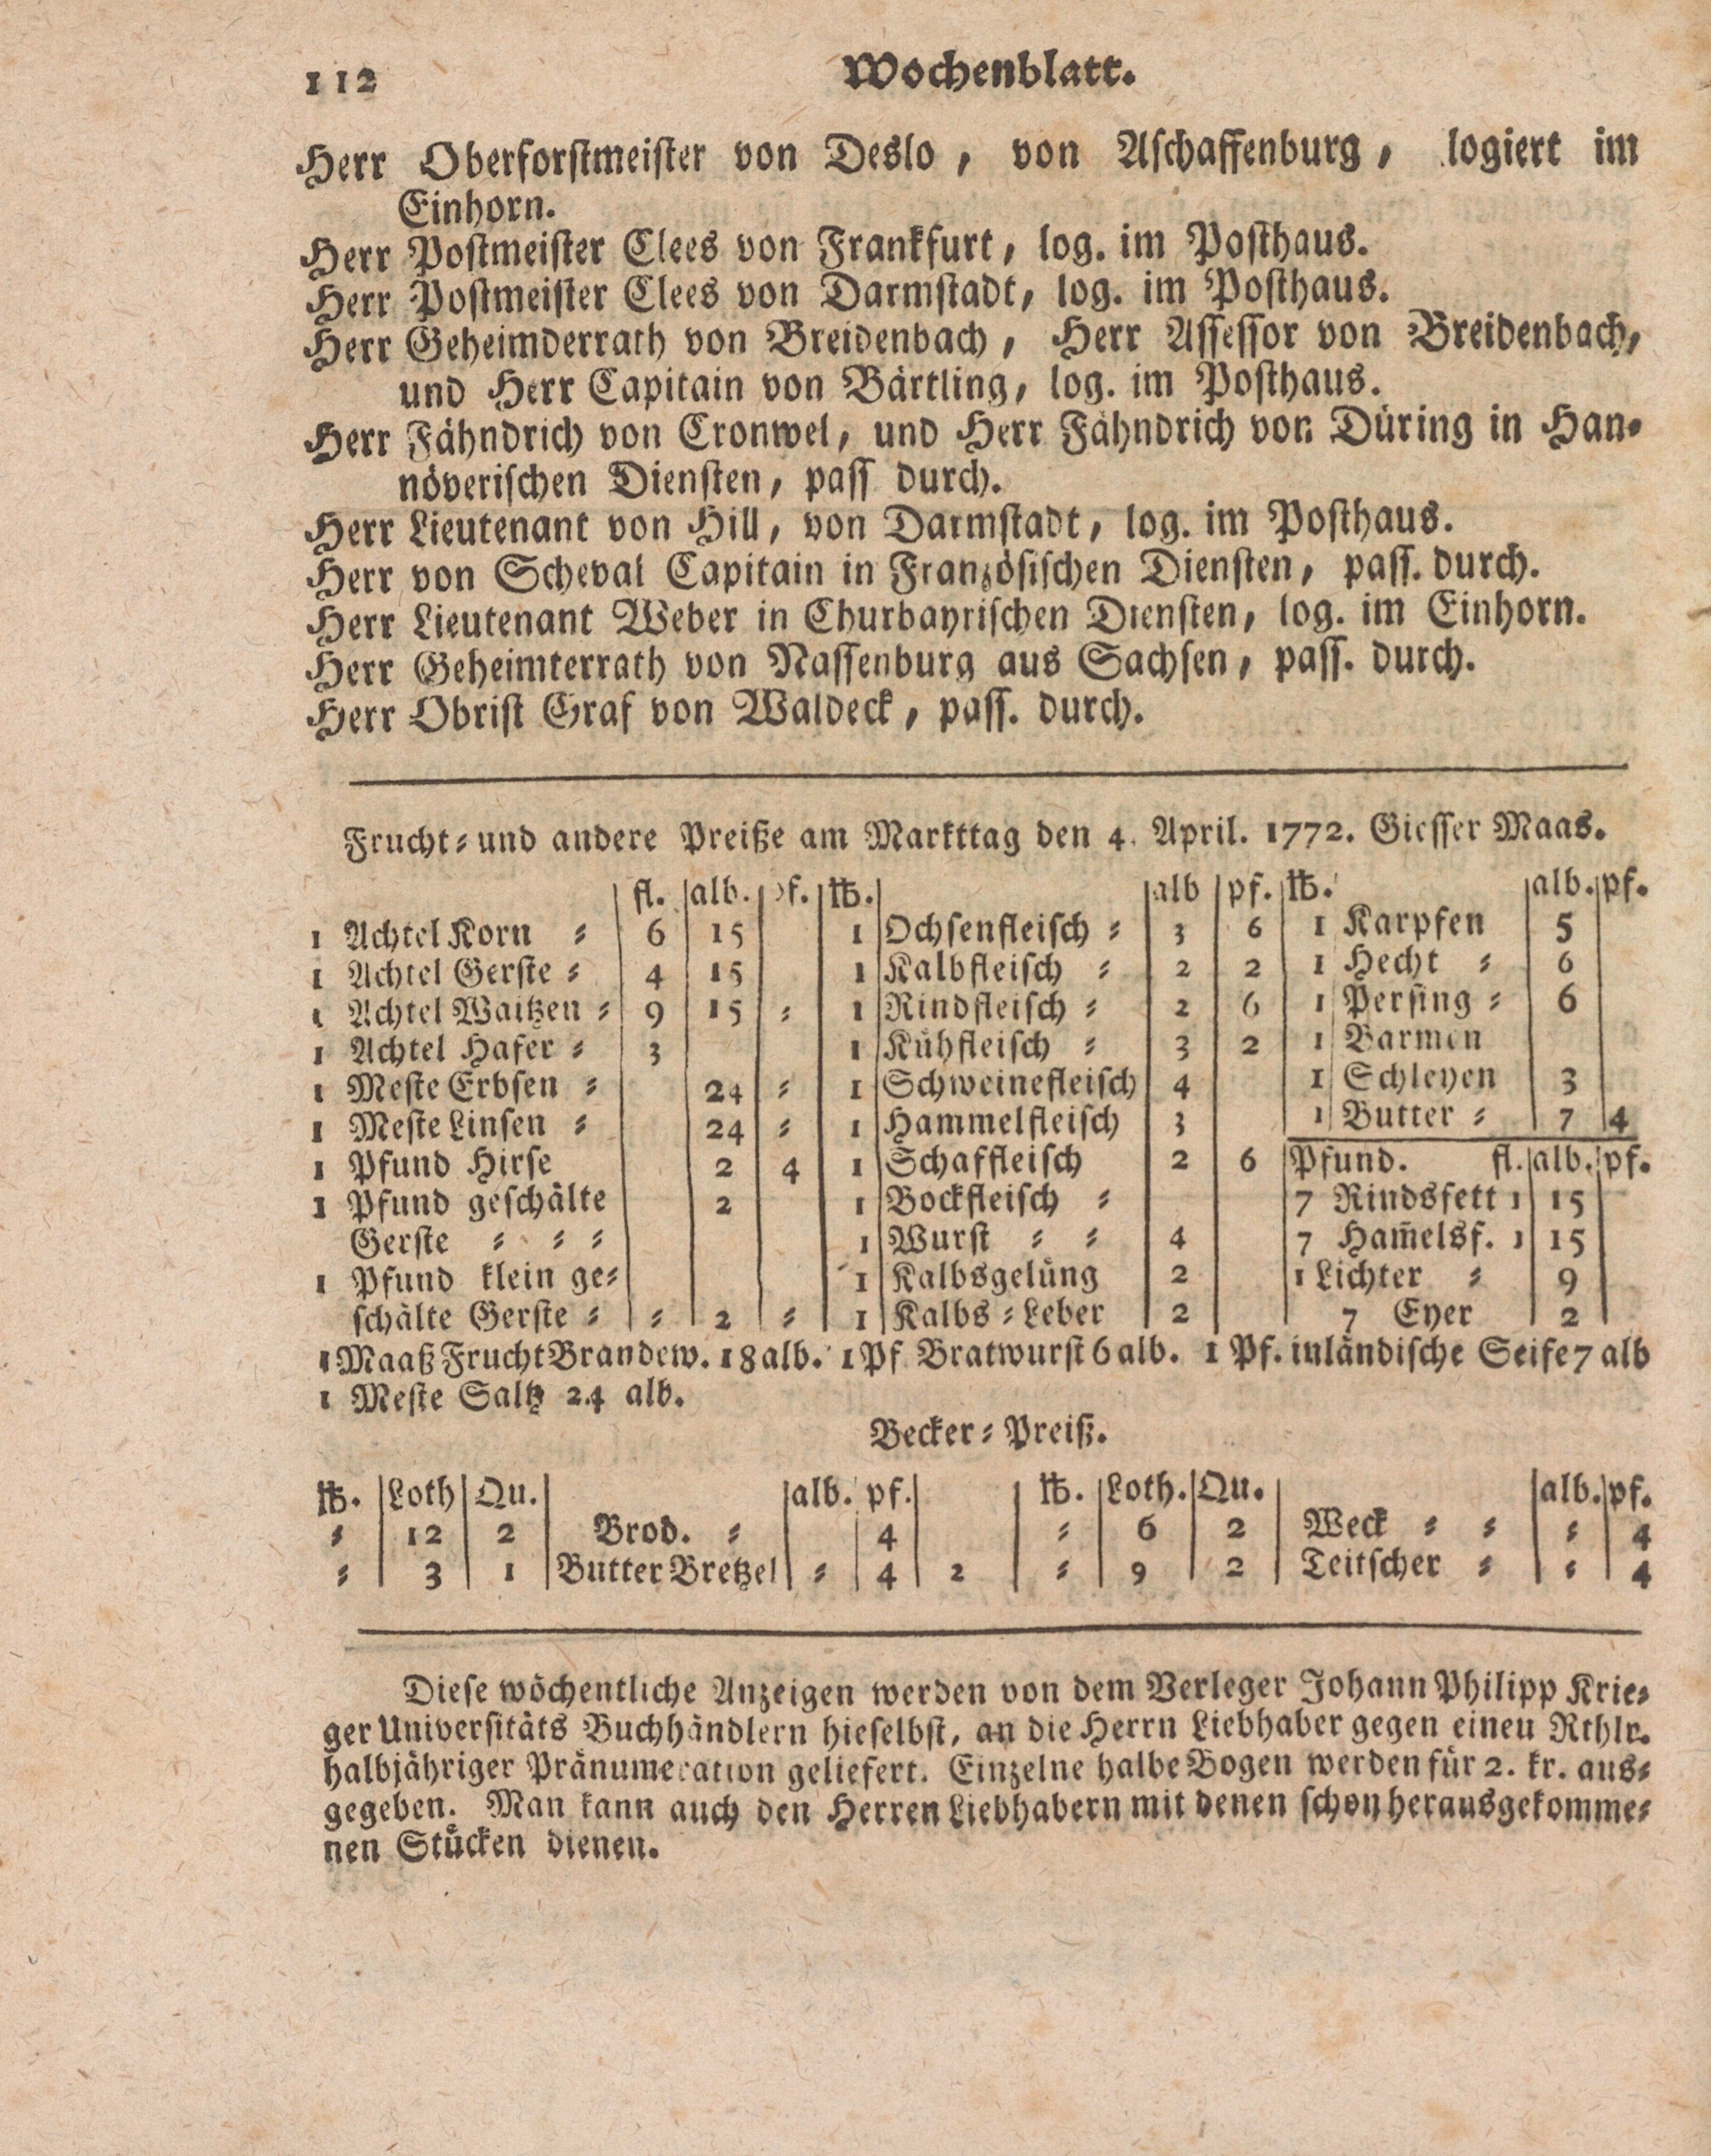 112 Wochenblatt.
Herr Oberforstmeister von Deslo, von Aschaffenburg, logiert im
Einhorn.
Herr Postmeister Clees von Frankfurt, log. im Posthaus.
Herr Postmeister Clees von Darmstadt, log. im Posthaus.
Herr Geheimderrath von Breidenbach, Herr Assessor von Breidenbach,
und Herr Capitain von Bärtling, log. im Posthaus.
Herr Fähndrich von Cronwel, und Herr Fähndrich von Düring in Han-
növerischen Diensten, pass durch.
Herr Lieutenant von Hill, von Darmstadt, log. im Posthaus.
Herr von Scheval Capitain in Französischen Diensten, pass. durch.
Herr Lieutenant Weber in Churbayrischen Diensten, log. im Einhorn.
Herr Geheimterrath von Nassenburg aus Sachsen, pass. durch.
Herr Obrist Graf von Waldeck, pass. durch.
Frucht- und andere Preiße am Markttag den 4. April. 1772. Giesser Maas.
fl. alb. pf. ℔. alb pf. ℔. alb. pf.
1 Achtel Korn - 6 15 1 Ochsenfleisch - 3 6 1 Karpfen 5
1 Achtel Gerste - 4 15 1 Kalbfleisch - 2 2 1 Hecht - 6
1 Achtel Waitzen - 9 15 - 1 Rindfleisch - 2 6 1 Persing - 6
1 Achtel Hafer - 3 1 Kühfleisch - 3 2 1 Barmen
1 Meste Erbsen - 24 - 1 Schweinefleisch 4 1 Schleyen 3
1 Meste Linsen - 24 - 1 Hammelfleisch 3 1 Butter - 7 4
1 Pfund Hirse 2 4 1 Schaffleisch 2 6 Pfund. fl. alb. pf.
1 Pfund geschälte 2 1 Bockfleisch - 7 Rindsfett 1 15
Gerste - - - 1 Wurst - - 4 7 Ham̄elsf. 1 15
1 Pfund klein ge- 1 Kalbsgelüng 2 1 Lichter - 9
schälte Gerste - - 2 - 1 Kalbs-Leber 2 7 Eyer 2
1 Maaß Frucht Brandew. 18 alb. 1 Pf Bratwurst 6 alb. 1 Pf. inländische Seife 7 alb
1 Meste Saltz 24 alb.
Becker-Preiß.
℔. Loth Qu. alb. pf. ℔. Loth. Qu. alb. pf.
- 12 2 Brod. - 4 - 6 2 Weck - - - 4
- 3 1 Butter Bretzel - 4 2 - 9 2 Teitscher - - 4
Diese wöchentliche Anzeigen werden von dem Verleger Johann Philipp Krie-
ger Universitäts Buchhändlern hieselbst, an die Herrn Liebhaber gegen eineu Rthlr.
halbjähriger Pränumeration geliefert. Einzelne halbe Bogen werden für 2. kr. aus-
gegeben. Man kann auch den Herren Liebhabern mit denen schon herausgekomme-
nen Stücken dienen.